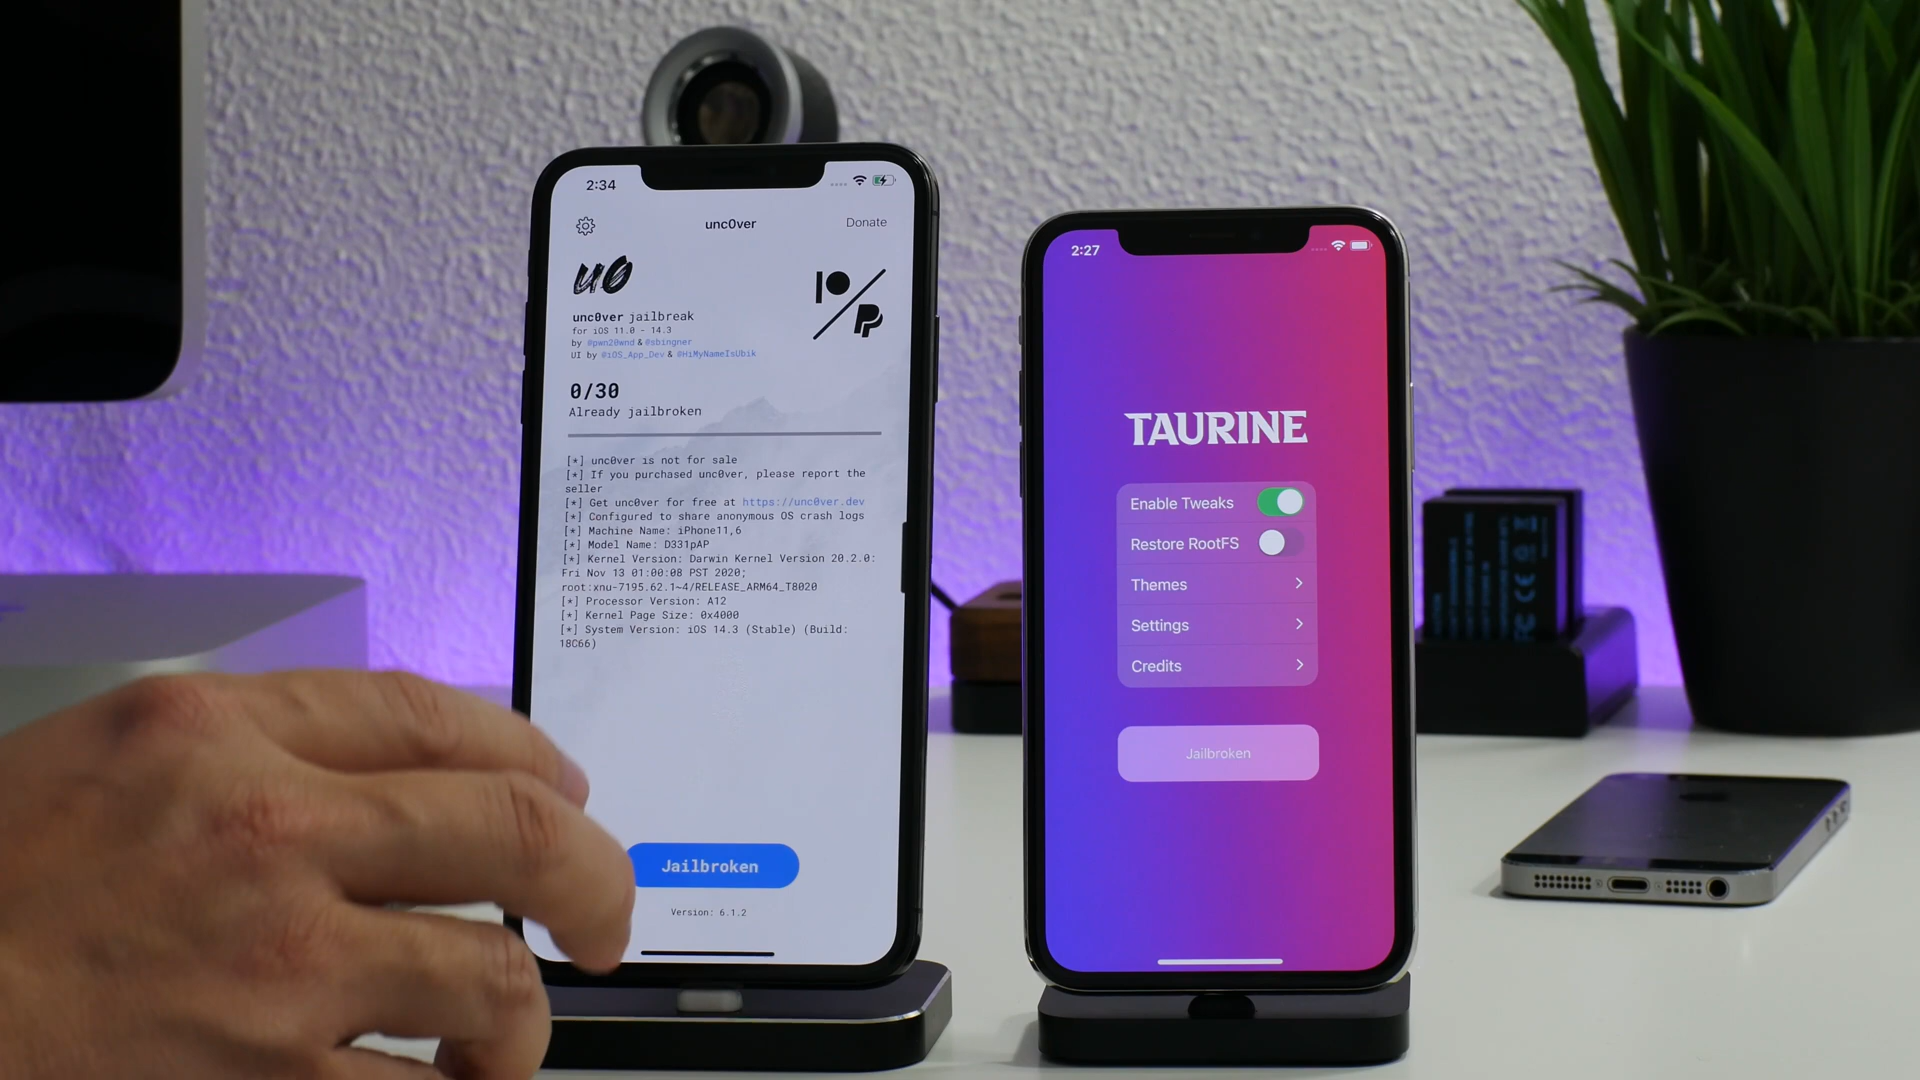 2:34
unc0ver
Donate
u0
unc0ver jailbreak
for iOS 11.0 - 14.3
by @pwn20wnd & @sbingner
UI by @iOS_App_Dev & @HiMyNameIsUbik
0/30
Already jailbroken
[*] unc0ver is not for sale
[*] If you purchased unc0ver, please report the
seller
[*] Get unc0ver for free at https://unc0ver.dev
[*] Configured to share anonymous OS crash logs
[*] Machine Name: iPhone11,6
[*] Model Name: D331pAP
[*] Kernel Version: Darwin Kernel Version 20.2.0:
Fri Nov 13 01:00:08 PST 2020;
root:xnu-7195.62.1~4/RELEASE_ARM64_T8020
[*] Processor Version: A12
[*] Kernel Page Size: 0x4000
[*] System Version: iOS 14.3 (Stable) (Build:
18C66)
Jailbroken
Version: 6.1.2
2:27
TAURINE
Enable Tweaks
Restore RootFS
Themes
Settings
Credits
Jailbroken